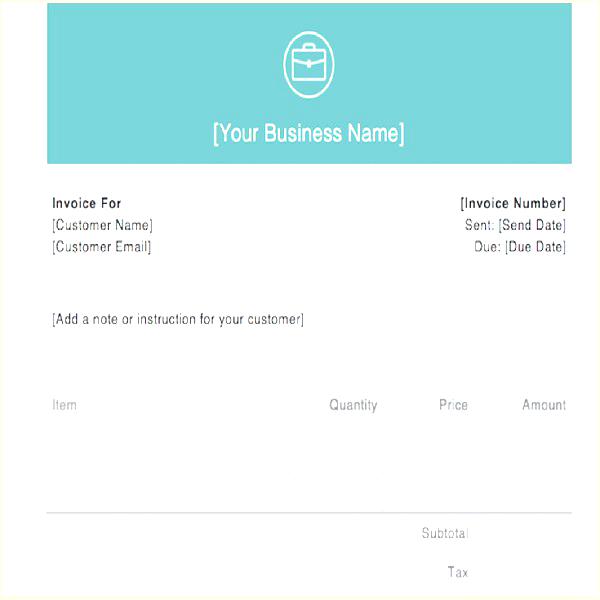 [Your Business Name]
Invoice For [Invoice Number]
[Customer Name] Sent: [Send Date]
[Customer Email] Due: [Due Date]
[Add a note or instruction for your customer]
Item Quantity Price Amount
Subtotal
Tax